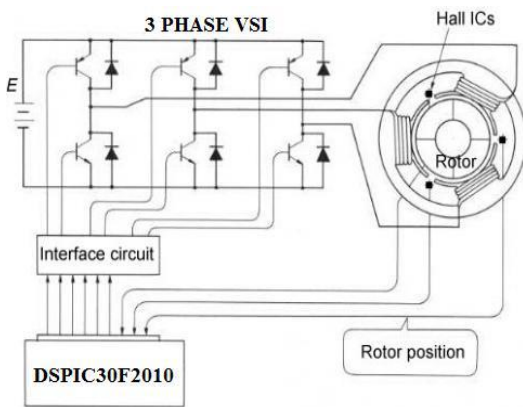 3 PHASE VSI
Hall ICs
E
Rotor
Interface circuit
Rotor position
DSPIC30F2010